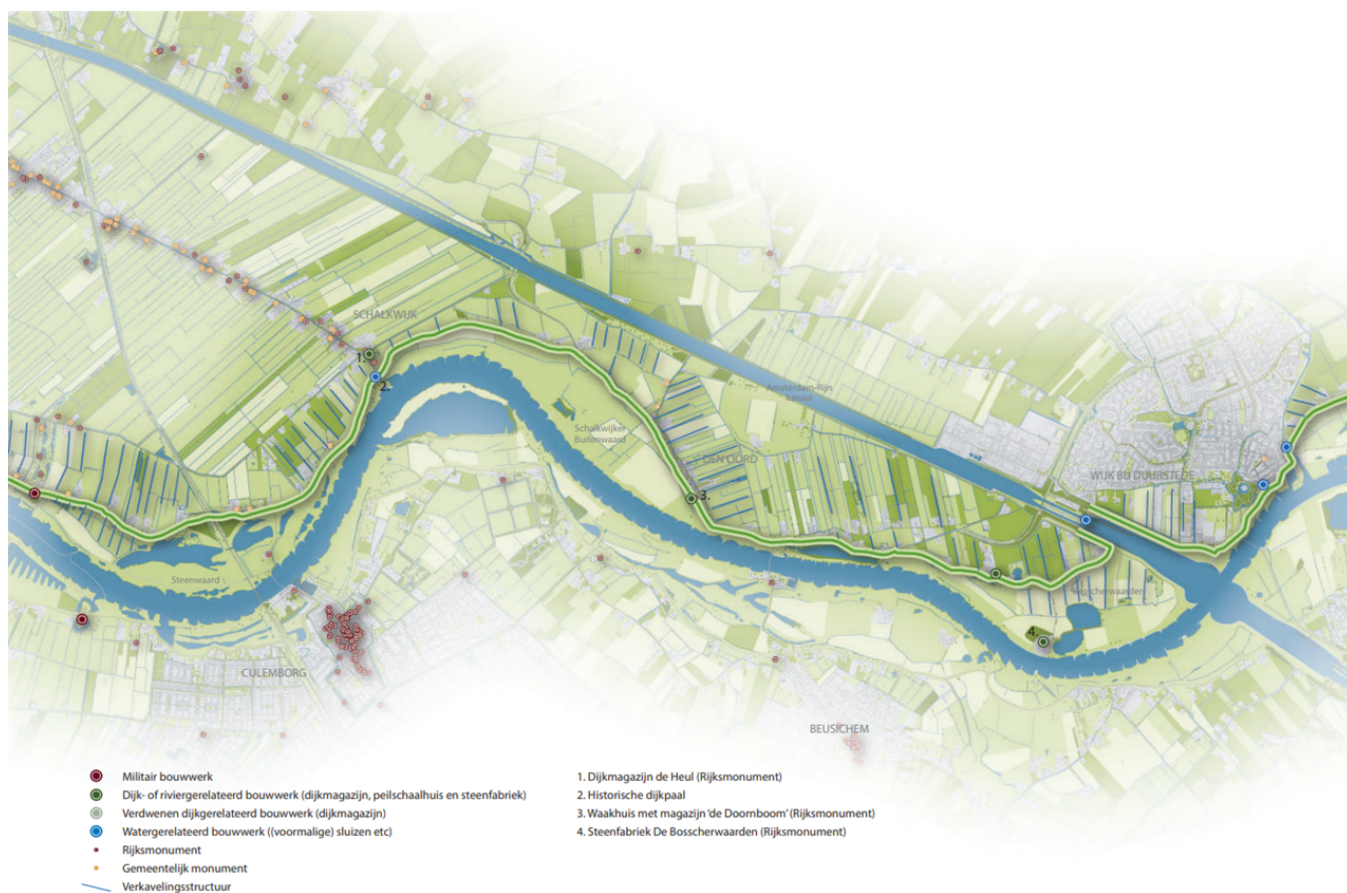 SCHALKWIJK
1.
2.
Amsterdam-Rijn
kanaal
Schalkwijker
Buitenwaard
DEN OORD
3.
WIJK BIJ DUURSTEDE
Steenwaard
Bosscherwaarden
4.
CULEMBORG
BEUSICHEM
Militair bouwwerk
Dijk- of riviergerelateerd bouwwerk (dijkmagazijn, peilschaalhuis en steenfabriek)
Verdwenen dijkgerelateerd bouwwerk (dijkmagazijn)
Watergerelateerd bouwwerk ((voormalige) sluizen etc)
Rijksmonument
Gemeentelijk monument
Verkavelingsstructuur
1. Dijkmagazijn de Heul (Rijksmonument)
2. Historische dijkpaal
3. Waakhuis met magazijn 'de Doornboom' (Rijksmonument)
4. Steenfabriek De Bosscherwaarden (Rijksmonument)